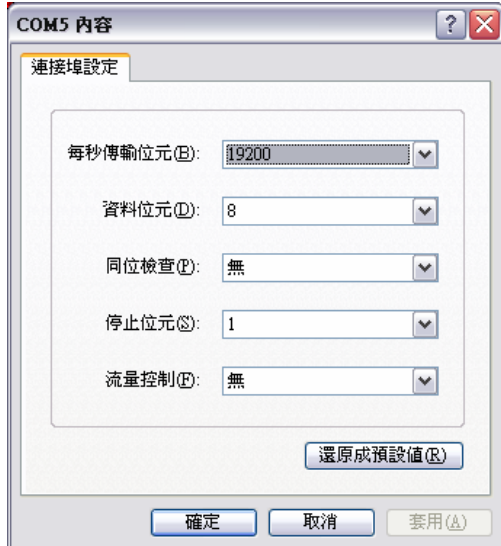 COM5 內容
連接埠設定
每秒傳輸位元(B): 19200
資料位元(D): 8
同位檢查(P): 無
停止位元(S): 1
流量控制(F): 無
還原成預設值(R)
確定 取消 套用(A)